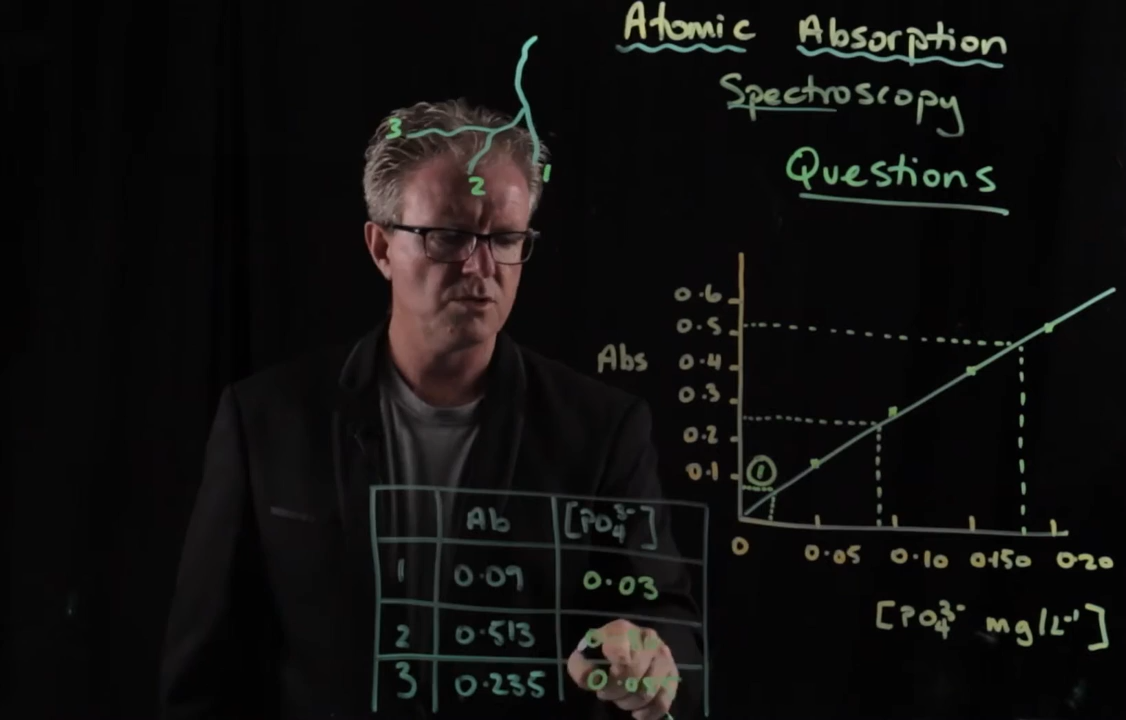 Atomic Absorption
Spectroscopy
Questions
3
2
1
Abs
0.6
0.5
0.4
0.3
0.2
0.1
①
0 0.05 0.10 0.150 0.20
[PO₄³⁻ mg/L⁻¹]
Ab [PO₄³⁻]
1 0.09 0.03
2 0.513
3 0.235